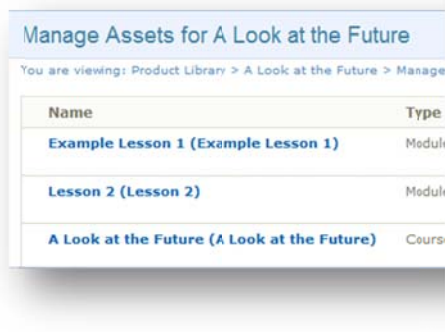 Manage Assets for A Look at the Future
You are viewing: Product Library > A Look at the Future > Manage
Name Type
Example Lesson 1 (Example Lesson 1) Module
Lesson 2 (Lesson 2) Module
A Look at the Future (A Look at the Future) Cours